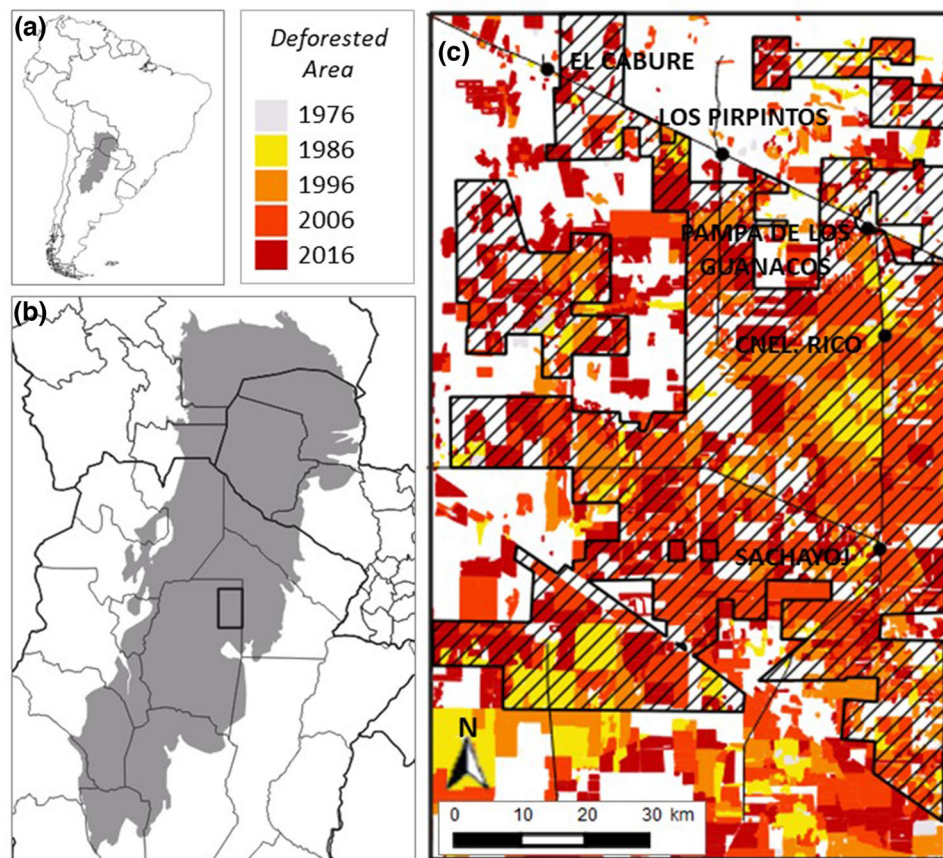 (a)
Deforested
Area
1976
1986
1996
2006
2016
(b)
(c)
EL CABURE
LOS PIRPINTOS
PAMPA DE LOS
GUANACOS
CNEL. RICO
SACHAYOJ
N
0 10 20 30 km